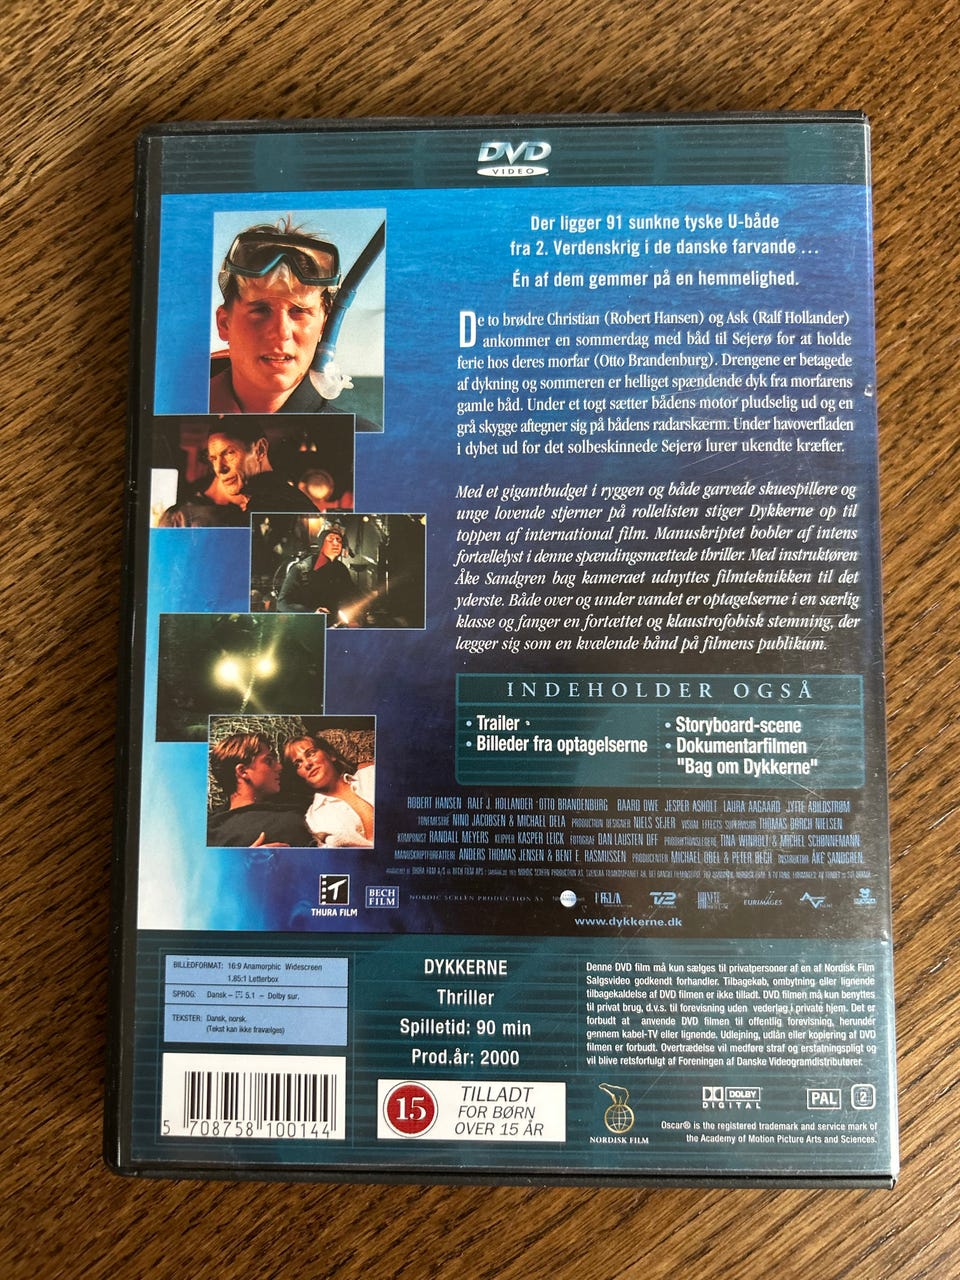 DVD
VIDEO
Der ligger 91 sunkne tyske U-både
fra 2. Verdenskrig i de danske farvande ...
Én af dem gemmer på en hemmelighed.
De to brødre Christian (Robert Hansen) og Ask (Ralf Hollander)
ankommer en sommerdag med båd til Sejerø for at holde
ferie hos deres morfar (Otto Brandenburg). Drengene er betagede
af dykning og sommeren er helliget spændende dyk fra morfarens
gamle båd. Under et togt sætter bådens motor pludselig ud og en
grå skygge aftegner sig på bådens radarskærm. Under havoverfladen
i dybet ud for det solbeskinnede Sejerø lurer ukendte kræfter.
Med et gigantbudget i ryggen og både garvede skuespillere og
unge lovende stjerner på rollelisten stiger Dykkerne op til
toppen af international film. Manuskriptet bobler af intens
fortællelyst i denne spændingsmættede thriller. Med instruktøren
Åke Sandgren bag kameraet udnyttes filmteknikken til det
yderste. Både over og under vandet er optagelserne i en særlig
klasse og fanger en fortættet og klaustrofobisk stemning, der
lægger sig som en kvælende hånd på filmens publikum.
INDEHOLDER OGSÅ
• Trailer
• Billeder fra optagelserne
• Storyboard-scene
• Dokumentarfilmen
"Bag om Dykkerne"
ROBERT HANSEN RALF J. HOLLANDER OTTO BRANDENBURG BAARD OWE JESPER ASHOLT LAURA AAGAARD JYTTE ABILDSTRØM
TONEMESTRE NINO JACOBSEN & MICHAEL DELA PRODUCTION DESIGNER NIELS SEJER VISUAL EFFECTS SUPERVISOR THOMAS BORCH NIELSEN
KOMPONIST RANDALL MEYERS KLIPPER KASPER LEICK FOTOGRAF DAN LAUSTSEN DFF PRODUKTIONSLEDERE TINA WINHOLT & MICHEL SCHØNNEMANN
MANUSKRIPTFORFATTERE ANDERS THOMAS JENSEN & BENT E. RASMUSSEN PRODUCENTER MICHAEL OBEL & PETER BECH INSTRUKTØR ÅKE SANDGREN
T
THURA FILM
BECH
FILM
NORDIC SCREEN PRODUCTION AS
TV2
EURIMAGES
www.dykkerne.dk
BILLEDFORMAT: 16:9 Anamorphic Widescreen
1.85:1 Letterbox
SPROG: Dansk – 5.1 – Dolby sur.
TEKSTER: Dansk, norsk.
(Tekst kan ikke fravælges)
DYKKERNE
Thriller
Spilletid: 90 min
Prod.år: 2000
Denne DVD film må kun sælges til privatpersoner af en af Nordisk Film
Salgsvideo godkendt forhandler. Tilbagekøb, ombytning eller lignende
tilbagekaldelse af DVD filmen er ikke tilladt. DVD filmen må kun benyttes
til privat brug, d.v.s. til forevisning uden vederlag i private hjem. Det er
forbudt at anvende DVD filmen til offentlig forevisning, herunder
gennem kabel-TV eller lignende. Udlejning, udlån eller kopiering af DVD
filmen er forbudt. Overtrædelse vil medføre straf og erstatningspligt og
vil blive retsforfulgt af Foreningen af Danske Videogramdistributører.
5 708758 100144
15
TILLADT
FOR BØRN
OVER 15 ÅR
NORDISK FILM
DOLBY
DIGITAL
PAL
2
Oscar® is the registered trademark and service mark of
the Academy of Motion Picture Arts and Sciences.